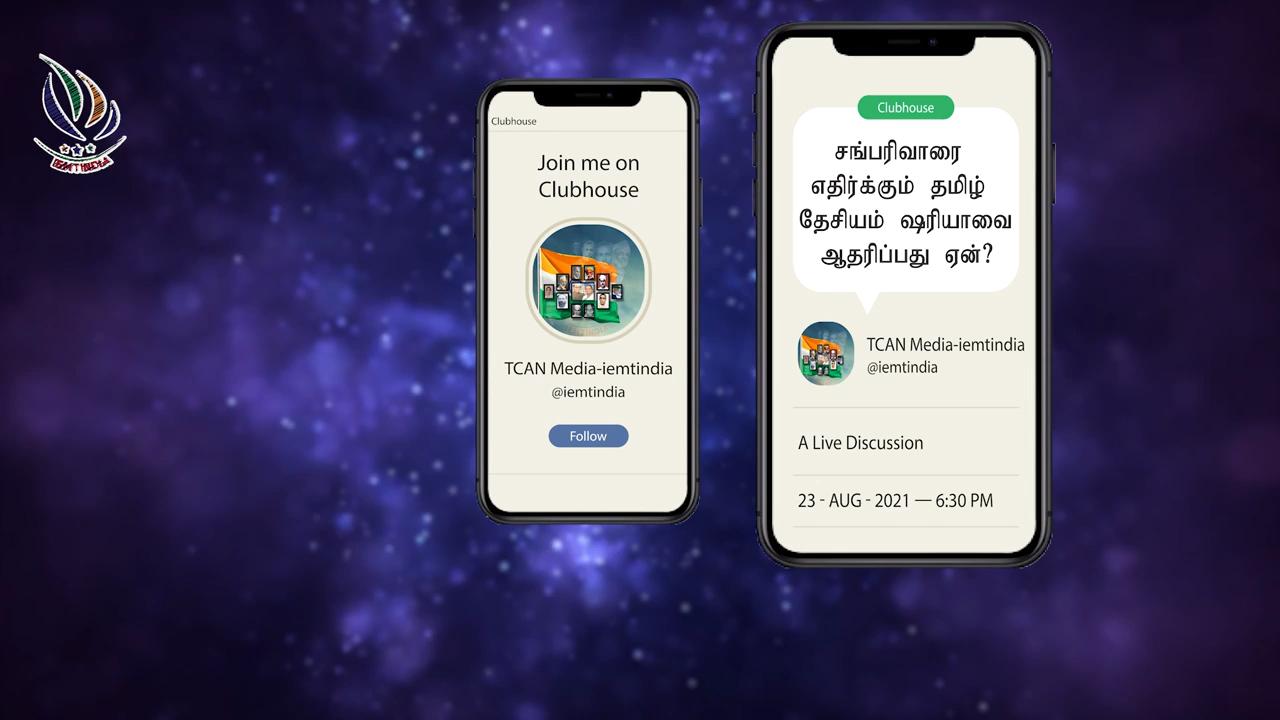 Clubhouse
Join me on
Clubhouse
TCAN Media-iemtindia
@iemtindia
Follow
Clubhouse
சங்பரிவாரை
எதிர்க்கும் தமிழ்
தேசியம் ஷரியாவை
ஆதரிப்பது ஏன்?
TCAN Media-iemtindia
@iemtindia
A Live Discussion
23 - AUG - 2021 — 6:30 PM